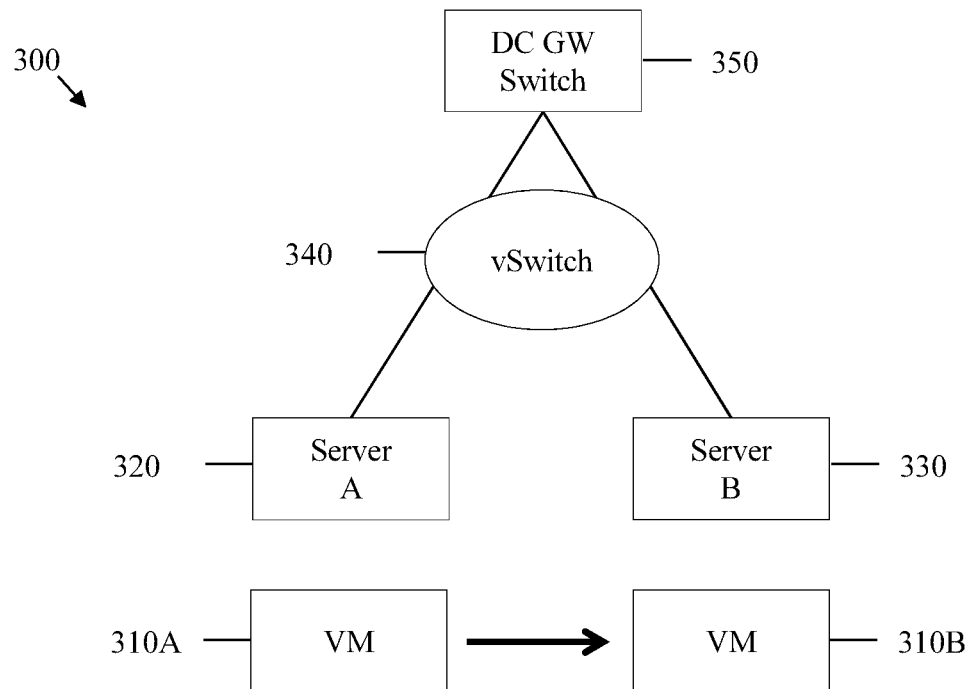 300
DC GW
Switch
350
340
vSwitch
320
Server
A
Server
B
330
310A
VM
VM
310B